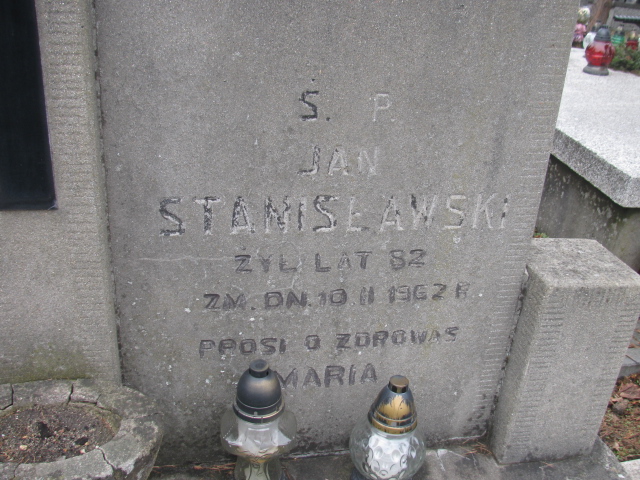 Ś. P
JAN
STANISŁAWSKI
ŻYŁ LAT 82
ZM. DN. 10 II 1962 R
PROSI O ZDROWAŚ
MARIA